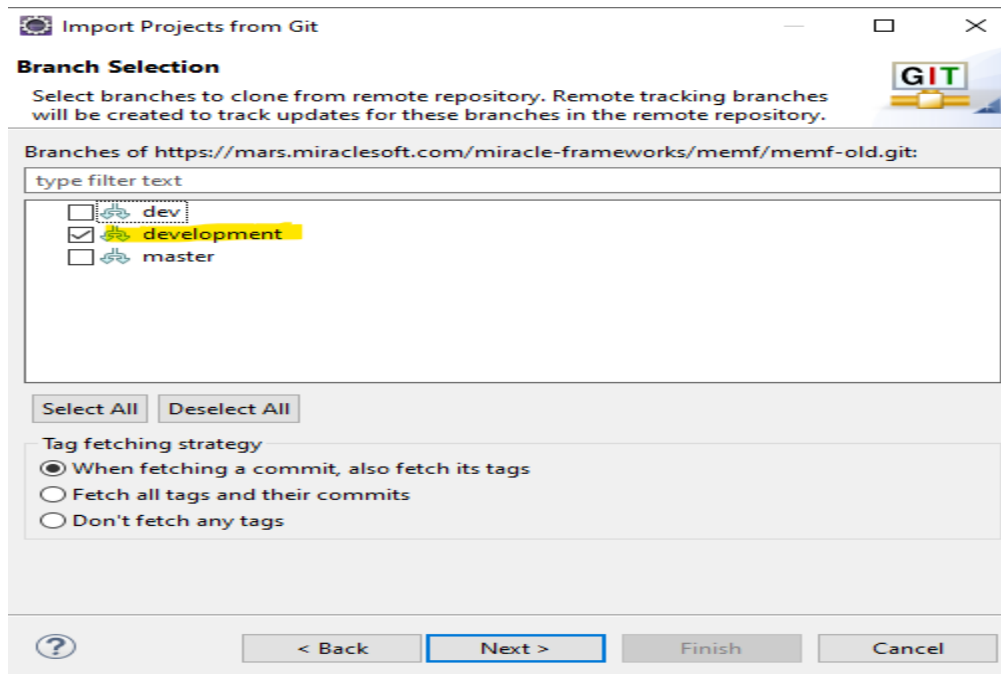 Import Projects from Git
Branch Selection
GIT
Select branches to clone from remote repository. Remote tracking branches
will be created to track updates for these branches in the remote repository.
Branches of https://mars.miraclesoft.com/miracle-frameworks/memf/memf-old.git:
type filter text
dev
development
master
Select All Deselect All
Tag fetching strategy
When fetching a commit, also fetch its tags
Fetch all tags and their commits
Don't fetch any tags
? < Back Next > Finish Cancel